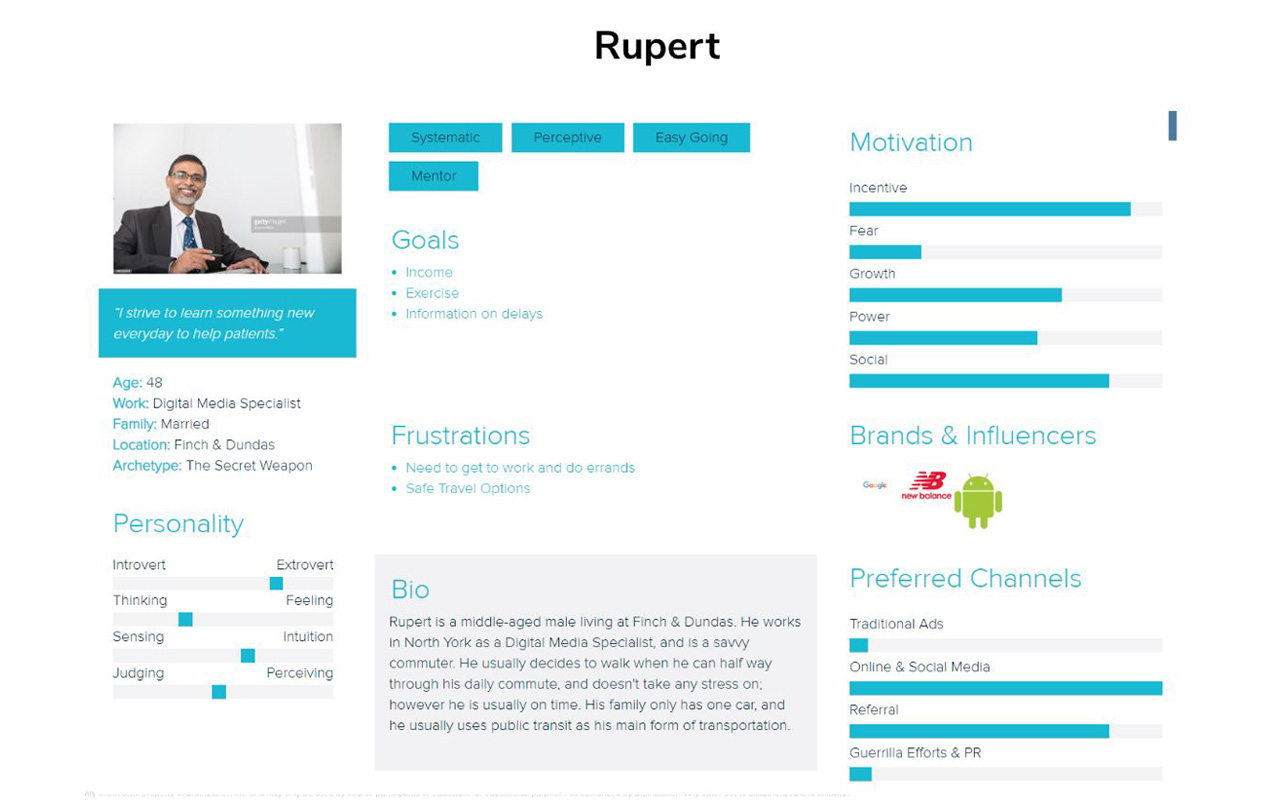 Rupert
gettyimages
“I strive to learn something new
everyday to help patients.”
Age: 48
Work: Digital Media Specialist
Family: Married
Location: Finch & Dundas
Archetype: The Secret Weapon
Personality
Introvert Extrovert
Thinking Feeling
Sensing Intuition
Judging Perceiving
Systematic Perceptive Easy Going
Mentor
Goals
• Income
• Exercise
• Information on delays
Frustrations
• Need to get to work and do errands
• Safe Travel Options
Bio
Rupert is a middle-aged male living at Finch & Dundas. He works
in North York as a Digital Media Specialist, and is a savvy
commuter. He usually decides to walk when he can half way
through his daily commute, and doesn't take any stress on;
however he is usually on time. His family only has one car, and
he usually uses public transit as his main form of transportation.
Motivation
Incentive
Fear
Growth
Power
Social
Brands & Influencers
Google
NB
new balance
Preferred Channels
Traditional Ads
Online & Social Media
Referral
Guerrilla Efforts & PR